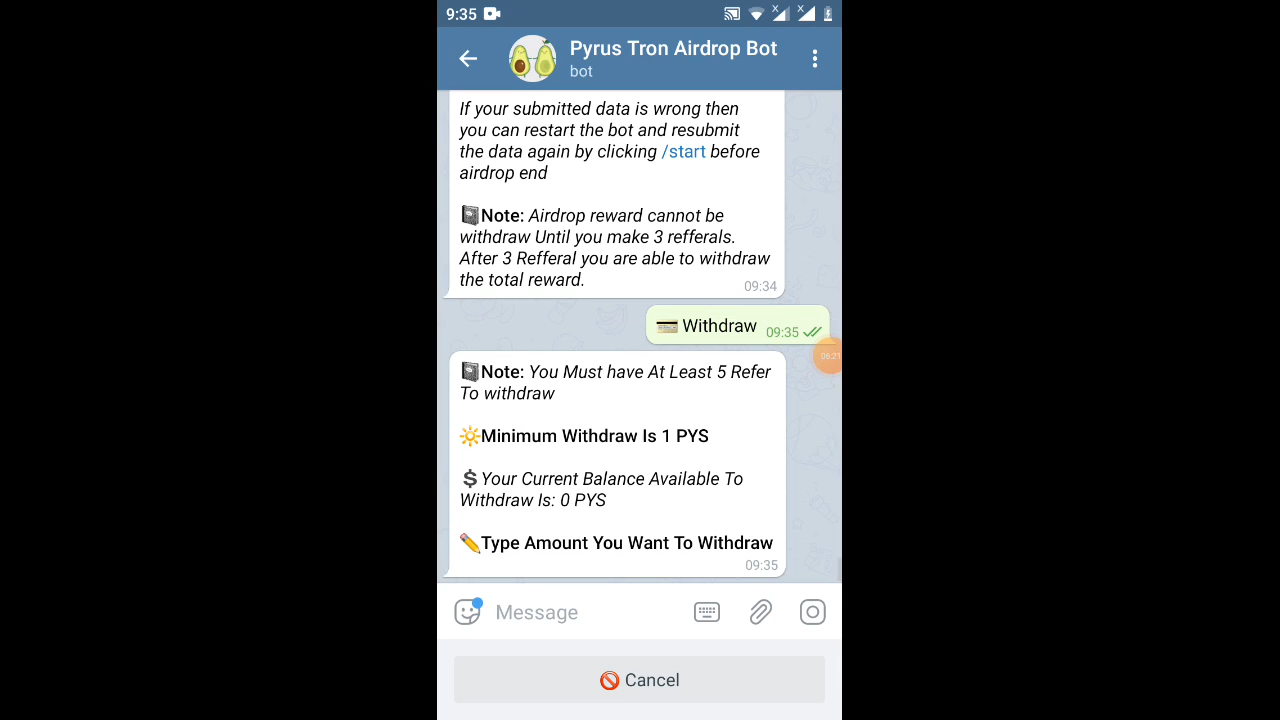 9:35
Pyrus Tron Airdrop Bot
bot
If your submitted data is wrong then
you can restart the bot and resubmit
the data again by clicking /start before
airdrop end
Note: Airdrop reward cannot be
withdraw Until you make 3 refferals.
After 3 Refferal you are able to withdraw
the total reward.
09:34
Withdraw 09:35
06:21
Note: You Must have At Least 5 Refer
To withdraw
Minimum Withdraw Is 1 PYS
Your Current Balance Available To
Withdraw Is: 0 PYS
Type Amount You Want To Withdraw
09:35
Message
Cancel